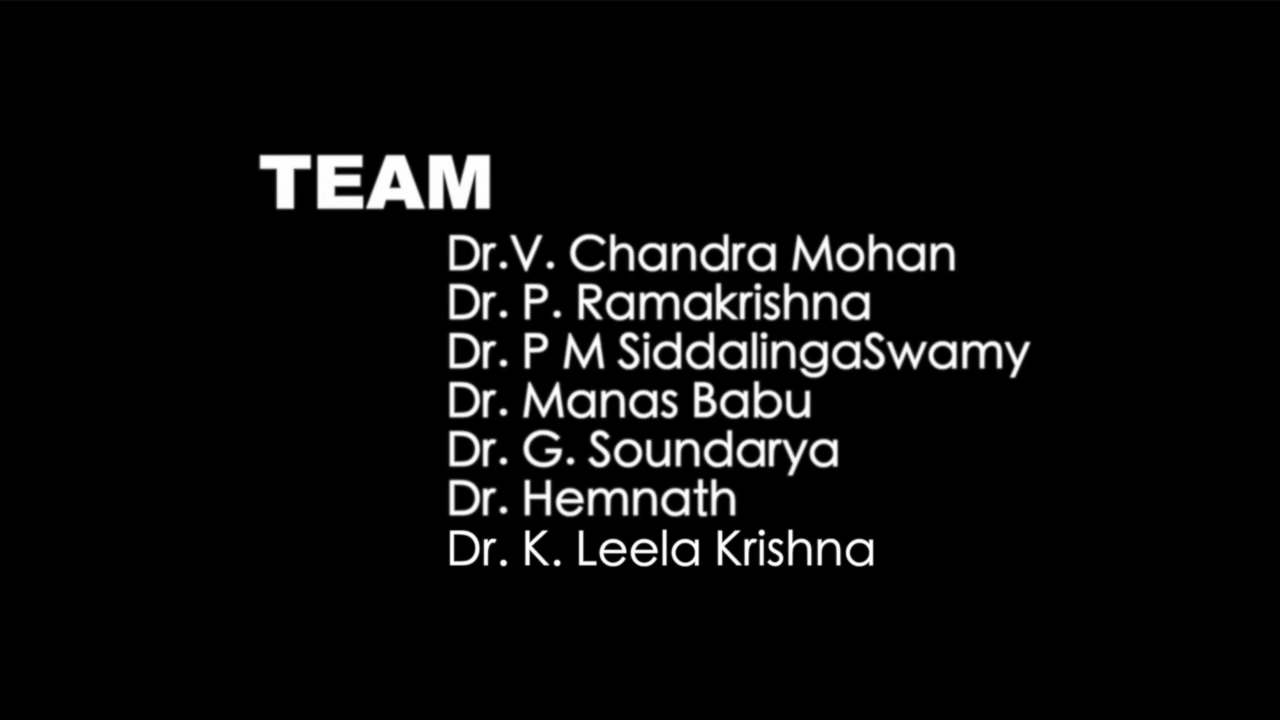 TEAM
Dr.V. Chandra Mohan
Dr. P. Ramakrishna
Dr. P M SiddalingaSwamy
Dr. Manas Babu
Dr. G. Soundarya
Dr. Hemnath
Dr. K. Leela Krishna